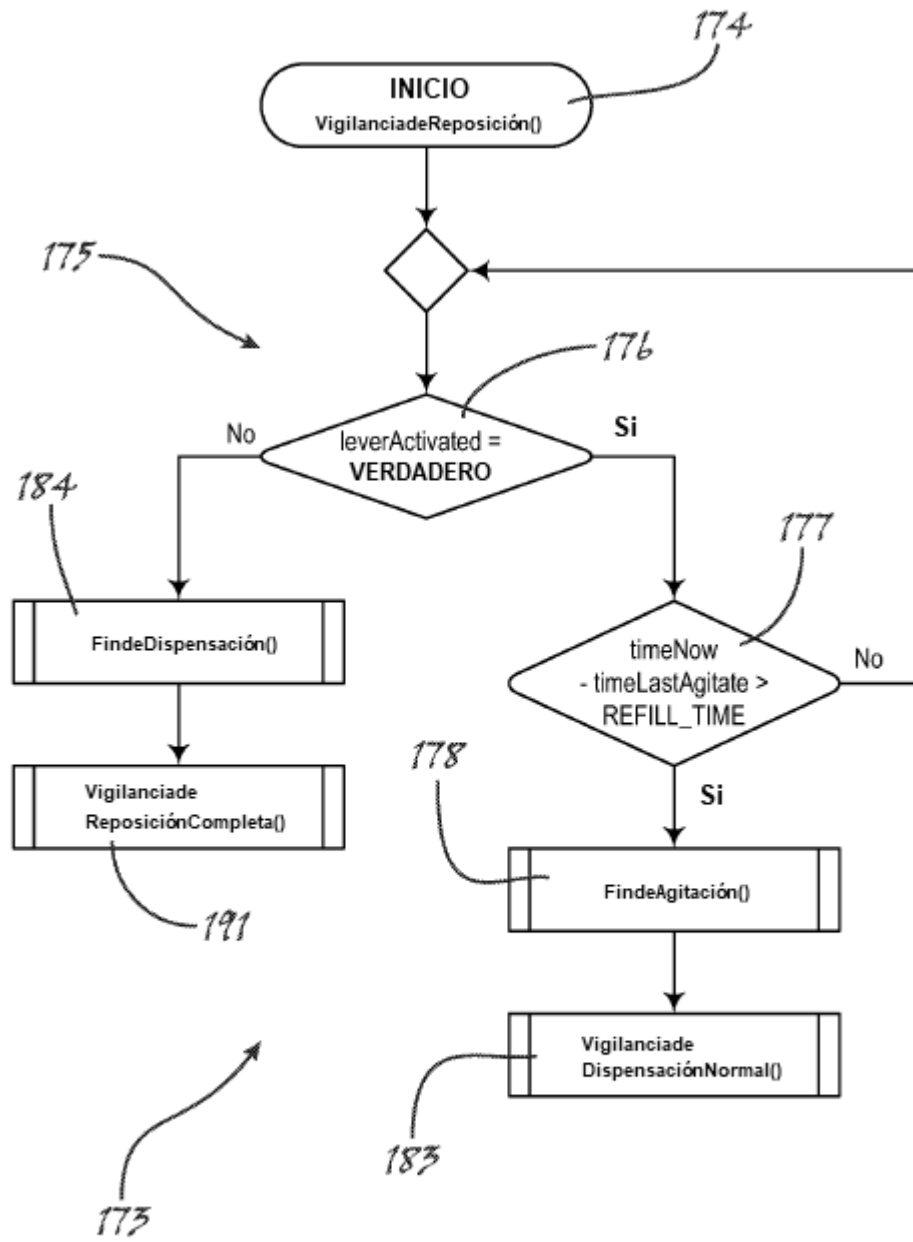 174
INICIO
VigilanciadeReposición()
175
176
No
leverActivated =
VERDADERO
Si
184
177
FindeDispensación()
timeNow
- timeLastAgitate >
REFILL_TIME
No
178
Si
Vigilanciade
ReposiciónCompleta()
FindeAgitación()
191
Vigilanciade
DispensaciónNormal()
183
173